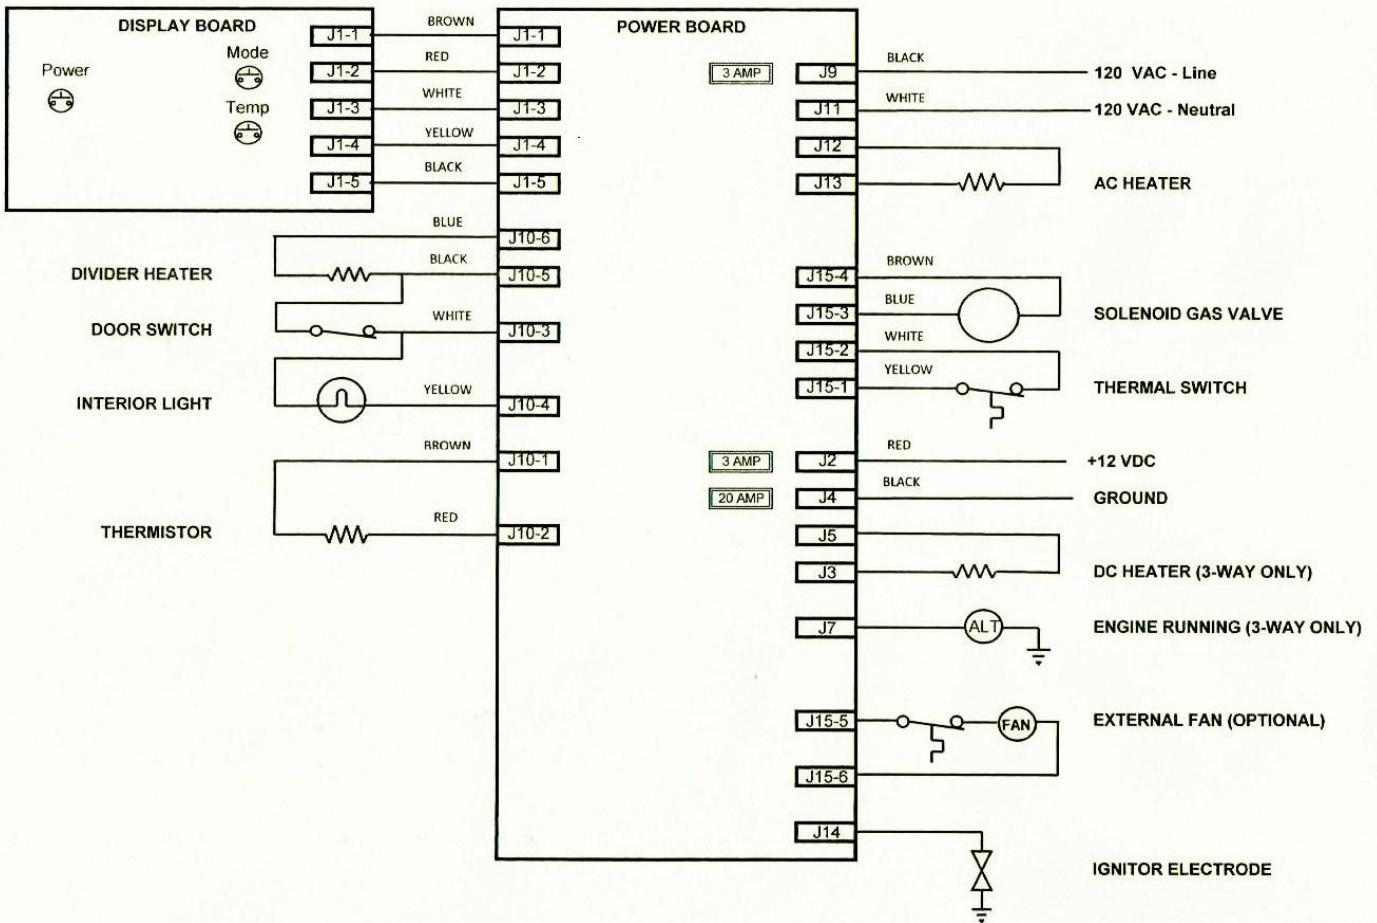 DISPLAY BOARD
Power
Mode
Temp
J1-1
J1-2
J1-3
J1-4
J1-5
BROWN
RED
WHITE
YELLOW
BLACK
POWER BOARD
J1-1
J1-2
J1-3
J1-4
J1-5
BLUE
J10-6
DIVIDER HEATER
BLACK
J10-5
DOOR SWITCH
WHITE
J10-3
INTERIOR LIGHT
YELLOW
J10-4
BROWN
J10-1
THERMISTOR
RED
J10-2
3 AMP
J9
BLACK
120 VAC - Line
J11
WHITE
120 VAC - Neutral
J12
J13
AC HEATER
J15-4
BROWN
J15-3
BLUE
SOLENOID GAS VALVE
J15-2
WHITE
J15-1
YELLOW
THERMAL SWITCH
3 AMP
J2
RED
+12 VDC
20 AMP
J4
BLACK
GROUND
J5
J3
DC HEATER (3-WAY ONLY)
J7
ALT
ENGINE RUNNING (3-WAY ONLY)
J15-5
FAN
EXTERNAL FAN (OPTIONAL)
J15-6
J14
IGNITOR ELECTRODE